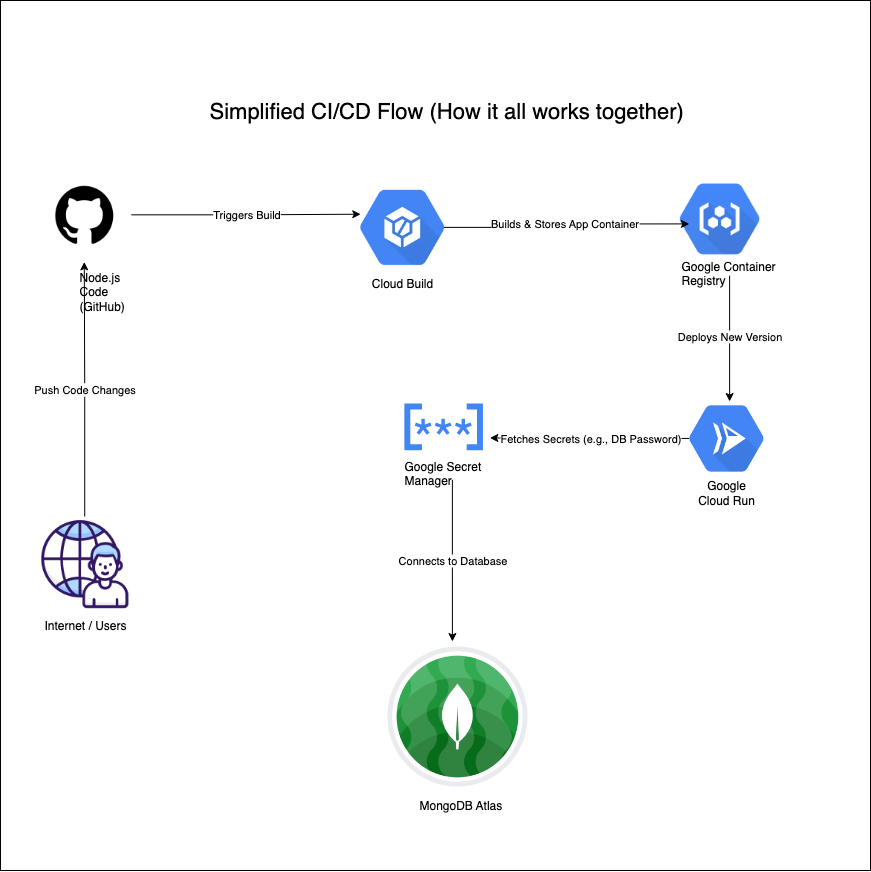 Simplified CI/CD Flow (How it all works together)
Triggers Build
Builds & Stores App Container
Node.js
Code
(GitHub)
Cloud Build
Google Container
Registry
Deploys New Version
Push Code Changes
***
Fetches Secrets (e.g., DB Password)
Google Secret
Manager
Google
Cloud Run
Connects to Database
Internet / Users
MongoDB Atlas